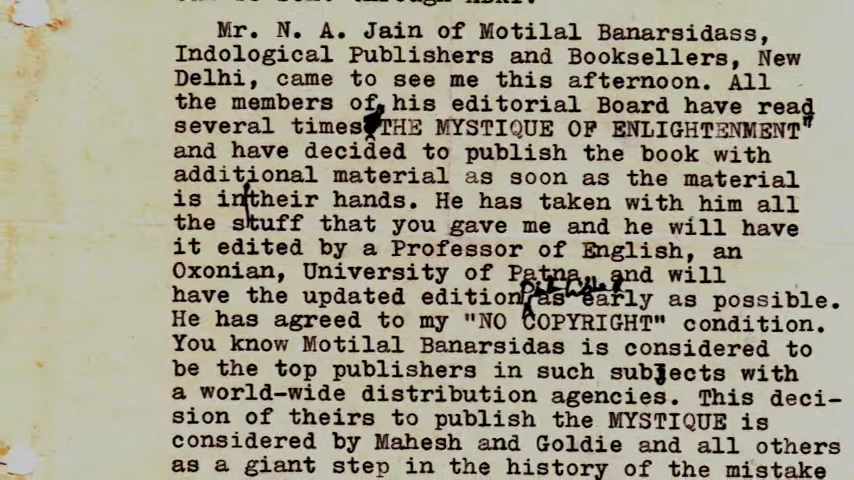 Mr. N. A. Jain of Motilal Banarsidass,
Indological Publishers and Booksellers, New
Delhi, came to see me this afternoon. All
the members of, his editorial Board have read
several times "THE MYSTIQUE OF ENLIGHTENMENT"
and have decided to publish the book with
additional material as soon as the material
is in their hands. He has taken with him all
the stuff that you gave me and he will have
it edited by a Professor of English, an
Oxonian, University of Patna, and will
have the updated edition published as early as possible.
He has agreed to my "NO COPYRIGHT" condition.
You know Motilal Banarsidas is considered to
be the top publishers in such subjects with
a world-wide distribution agencies. This deci-
sion of theirs to publish the MYSTIQUE is
considered by Mahesh and Goldie and all others
as a giant step in the history of the mistake